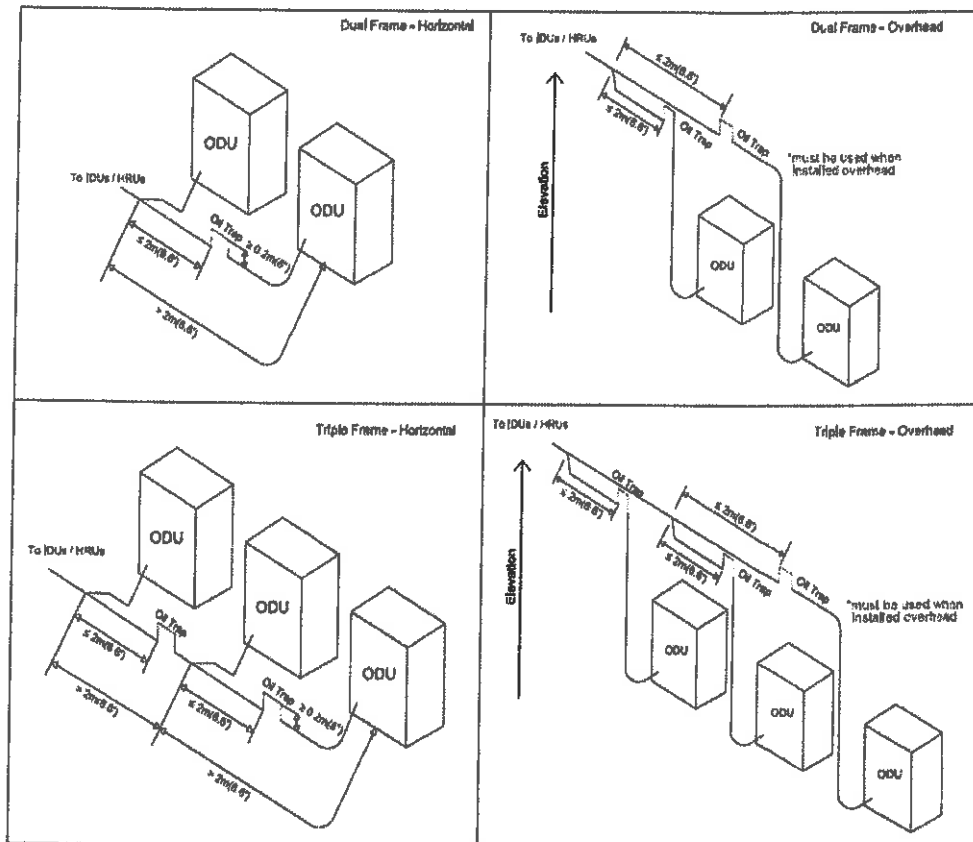 Dual Frame - Horizontal
ODU
ODU
To IDUs / HRUs
Oil Trap
≥ 0.2m(8")
≤ 2m(6.6")
> 2m(6.6")
Dual Frame - Overhead
To IDUs / HRUs
≤ 2m(6.6")
≤ 2m(6.6")
Oil Trap
Oil Trap
*must be used when
installed overhead
Elevation
ODU
ODU
Triple Frame - Horizontal
ODU
To IDUs / HRUs
ODU
ODU
Oil Trap
≤ 2m(6.6")
Oil Trap
≥ 0.2m(8")
> 2m(6.6")
≤ 2m(6.6")
> 2m(6.6")
Triple Frame - Overhead
To IDUs / HRUs
Oil Trap
≤ 2m(6.6")
≤ 2m(6.6")
≤ 2m(6.6")
Oil Trap
Oil Trap
*must be used when
installed overhead
Elevation
ODU
ODU
ODU